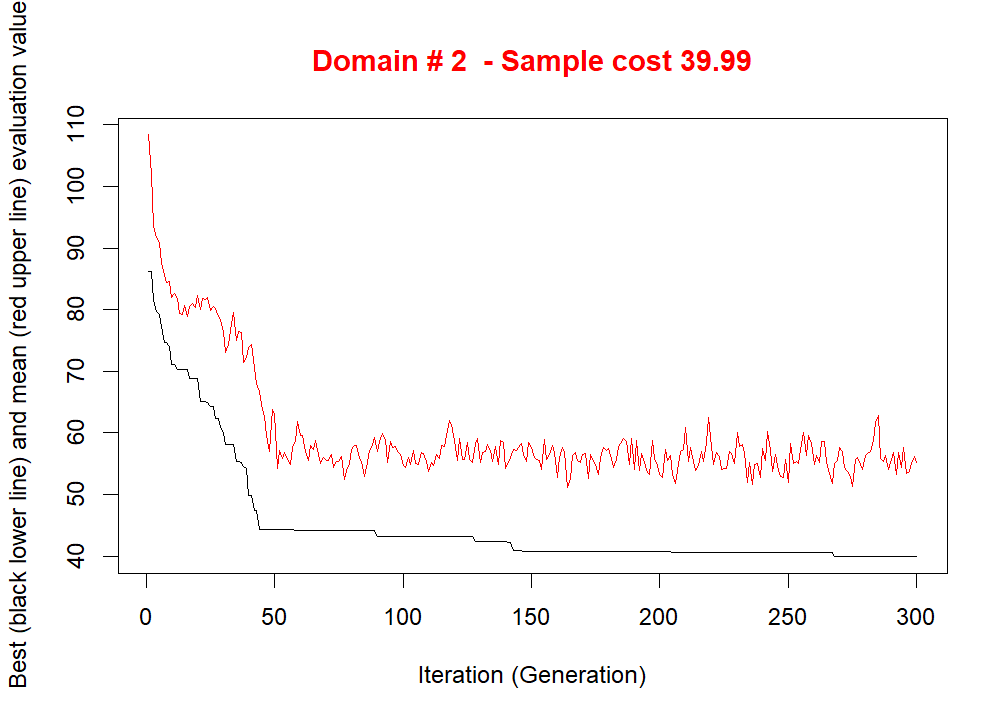 Domain # 2  - Sample cost 39.99
Best (black lower line) and mean (red upper line) evaluation value
110
100
90
80
70
60
50
40
0 50 100 150 200 250 300
Iteration (Generation)